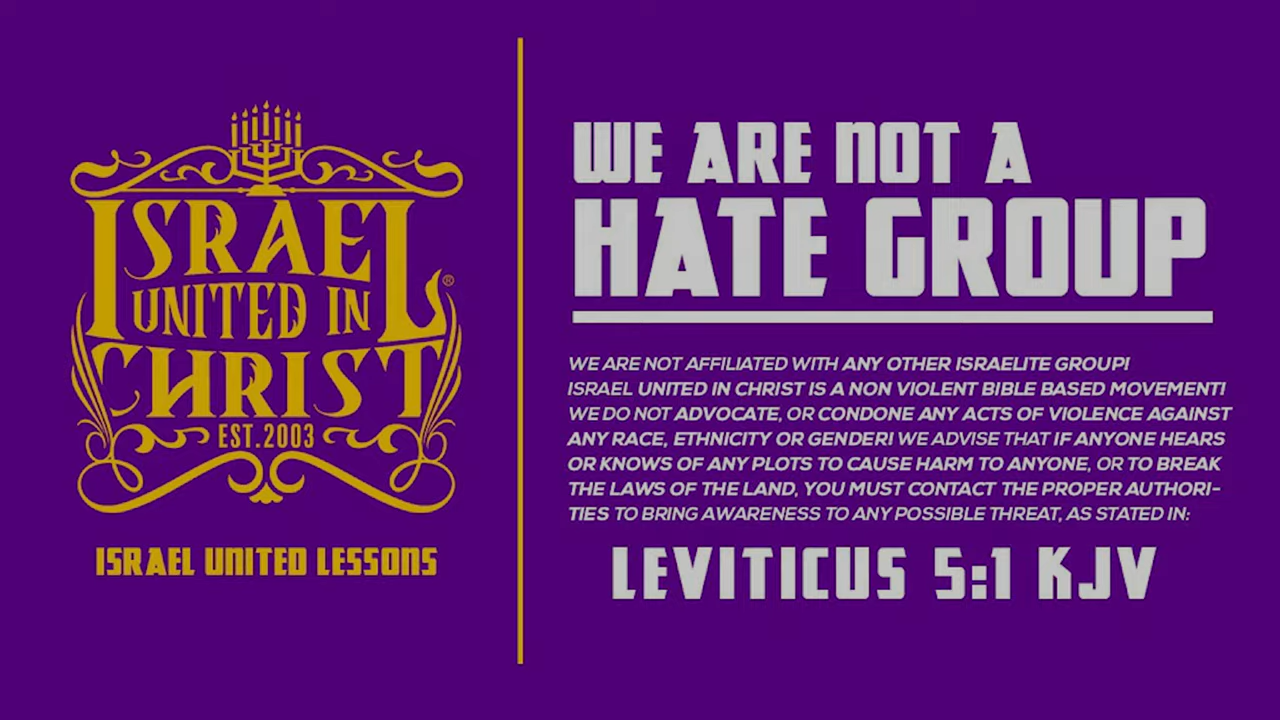 ISRAEL
UNITED IN
CHRIST
®
EST.2003
ISRAEL UNITED LESSONS
WE ARE NOT A
HATE GROUP
WE ARE NOT AFFILIATED WITH ANY OTHER ISRAELITE GROUP!
ISRAEL UNITED IN CHRIST IS A NON VIOLENT BIBLE BASED MOVEMENT!
WE DO NOT ADVOCATE, OR CONDONE ANY ACTS OF VIOLENCE AGAINST
ANY RACE, ETHNICITY OR GENDER! WE ADVISE THAT IF ANYONE HEARS
OR KNOWS OF ANY PLOTS TO CAUSE HARM TO ANYONE, OR TO BREAK
THE LAWS OF THE LAND, YOU MUST CONTACT THE PROPER AUTHORI-
TIES TO BRING AWARENESS TO ANY POSSIBLE THREAT, AS STATED IN:
LEVITICUS 5:1 KJV